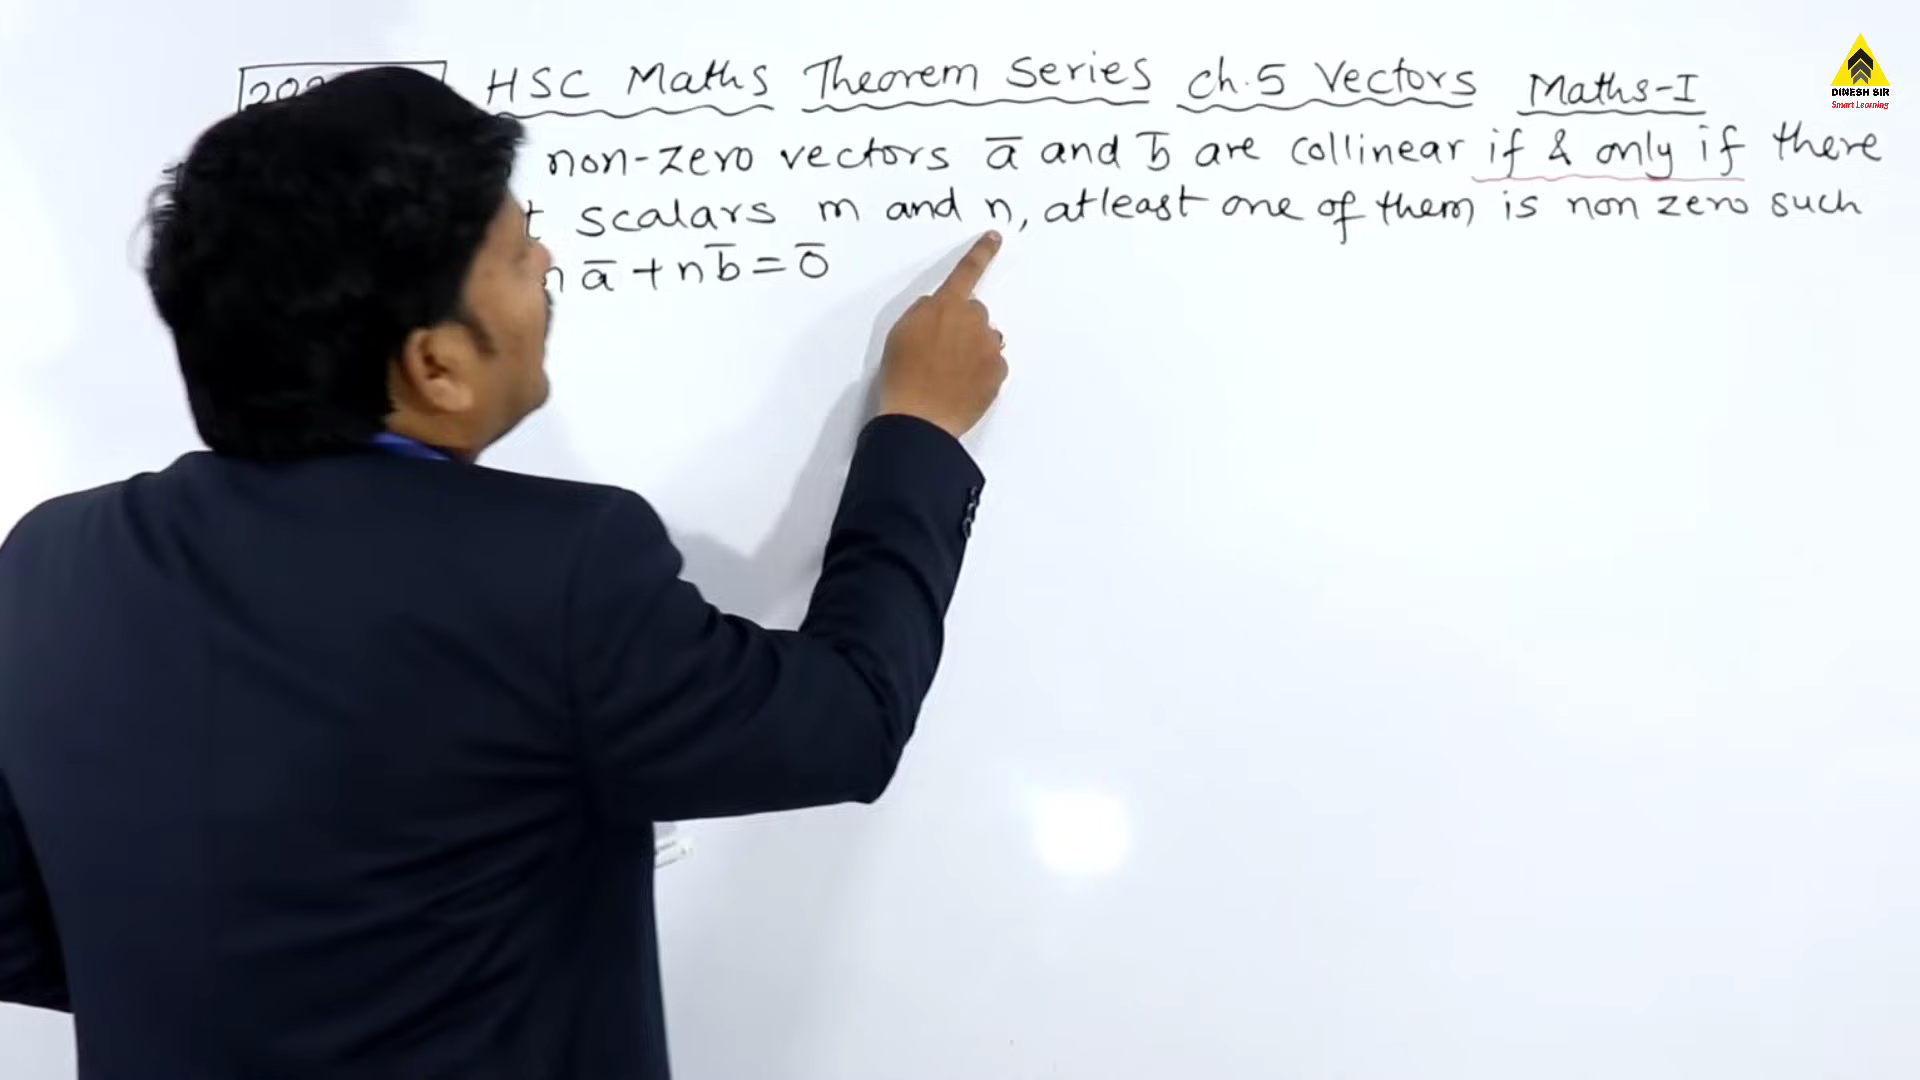 HSC Maths Theorem Series Ch.5 Vectors Maths-I
non-zero vectors a̅ and b̅ are collinear if & only if there
scalars m and n, atleast one of them is non zero such
a̅ + nb̅ = 0̅
DINESH SIR
Smart Learning